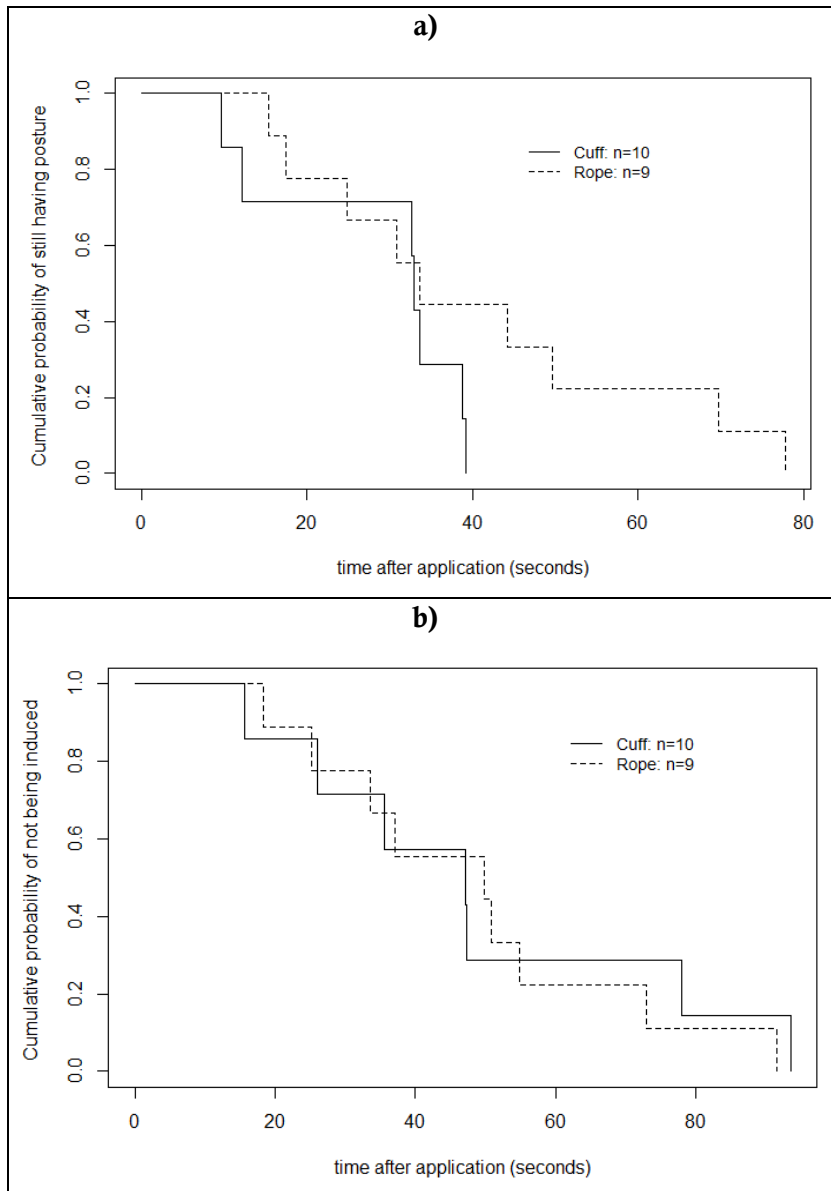 a)
Cumulative probability of still having posture
1.0
0.8
0.6
0.4
0.2
0.0
Cuff: n=10
Rope: n=9
0 20 40 60 80
time after application (seconds)
b)
Cumulative probability of not being induced
1.0
0.8
0.6
0.4
0.2
0.0
Cuff: n=10
Rope: n=9
0 20 40 60 80
time after application (seconds)